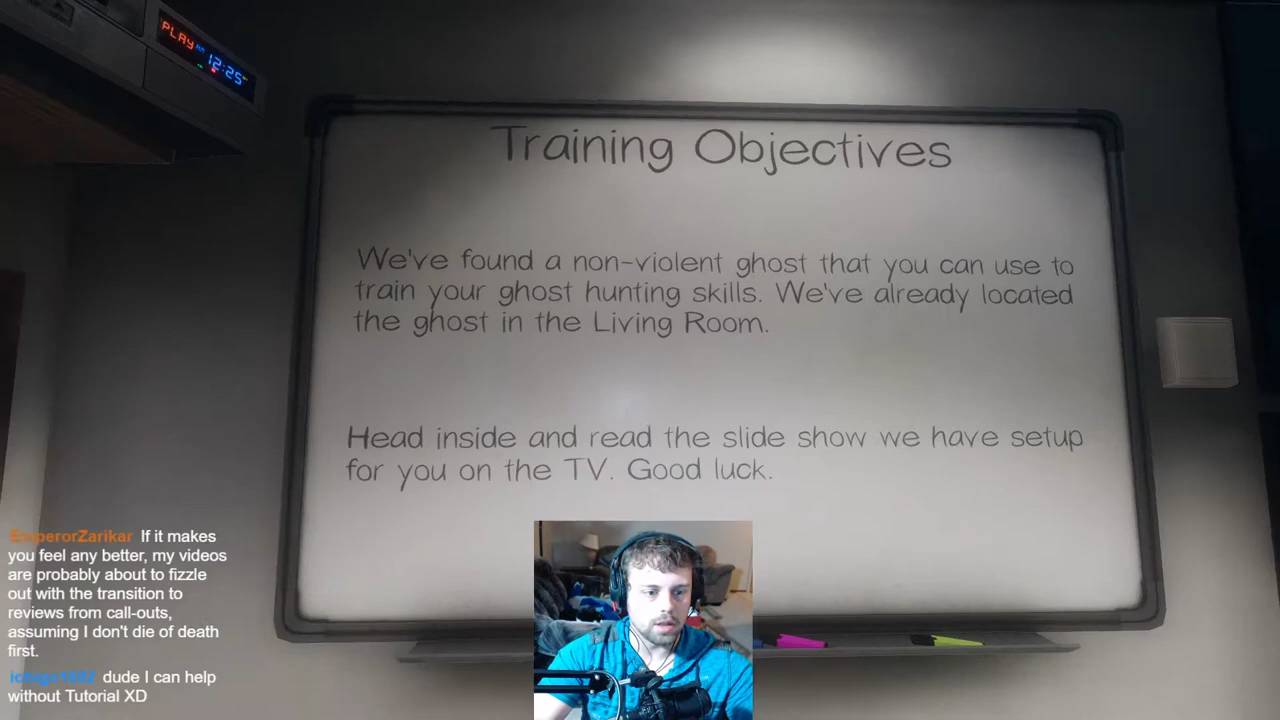 PLAY
12:25
Training Objectives
We've found a non-violent ghost that you can use to
train your ghost hunting skills. We've already located
the ghost in the Living Room.
Head inside and read the slide show we have setup
for you on the TV. Good luck.
EmperorZarikar If it makes
you feel any better, my videos
are probably about to fizzle
out with the transition to
reviews from call-outs,
assuming I don't die of death
first.
dude I can help
without Tutorial XD